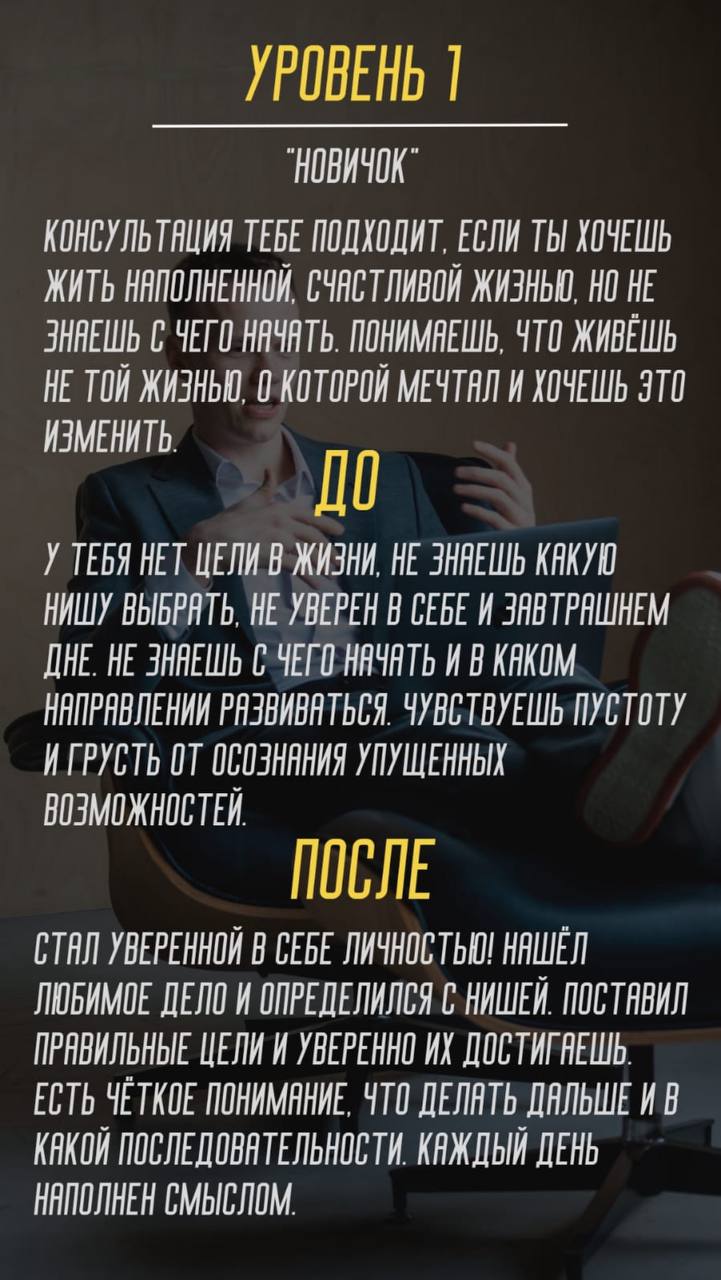 УРОВЕНЬ 1
"НОВИЧОК"
КОНСУЛЬТАЦИЯ ТЕБЕ ПОДХОДИТ, ЕСЛИ ТЫ ХОЧЕШЬ
ЖИТЬ НАПОЛНЕННОЙ, СЧАСТЛИВОЙ ЖИЗНЬЮ, НО НЕ
ЗНАЕШЬ С ЧЕГО НАЧАТЬ. ПОНИМАЕШЬ, ЧТО ЖИВЁШЬ
НЕ ТОЙ ЖИЗНЬЮ, О КОТОРОЙ МЕЧТАЛ И ХОЧЕШЬ ЭТО
ИЗМЕНИТЬ.
ДО
У ТЕБЯ НЕТ ЦЕЛИ В ЖИЗНИ, НЕ ЗНАЕШЬ КАКУЮ
НИШУ ВЫБРАТЬ, НЕ УВЕРЕН В СЕБЕ И ЗАВТРАШНЕМ
ДНЕ. НЕ ЗНАЕШЬ С ЧЕГО НАЧАТЬ И В КАКОМ
НАПРАВЛЕНИИ РАЗВИВАТЬСЯ. ЧУВСТВУЕШЬ ПУСТОТУ
И ГРУСТЬ ОТ ОСОЗНАНИЯ УПУЩЕННЫХ
ВОЗМОЖНОСТЕЙ.
ПОСЛЕ
СТАЛ УВЕРЕННОЙ В СЕБЕ ЛИЧНОСТЬЮ! НАШЁЛ
ЛЮБИМОЕ ДЕЛО И ОПРЕДЕЛИЛСЯ С НИШЕЙ. ПОСТАВИЛ
ПРАВИЛЬНЫЕ ЦЕЛИ И УВЕРЕННО ИХ ДОСТИГАЕШЬ.
ЕСТЬ ЧЁТКОЕ ПОНИМАНИЕ, ЧТО ДЕЛАТЬ ДАЛЬШЕ И В
КАКОЙ ПОСЛЕДОВАТЕЛЬНОСТИ. КАЖДЫЙ ДЕНЬ
НАПОЛНЕН СМЫСЛОМ.